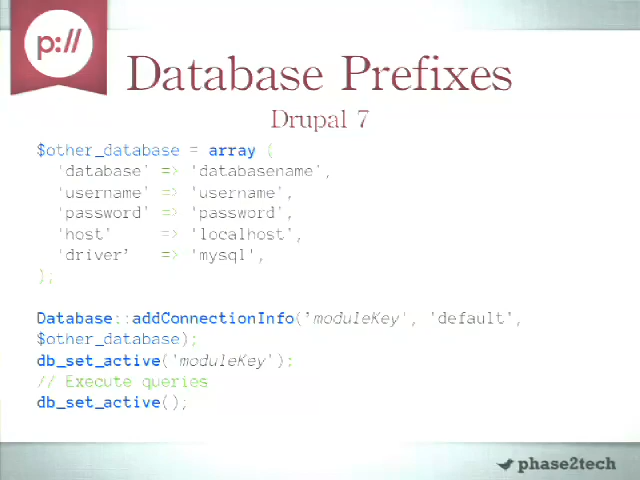 p://
Database Prefixes
Drupal 7
$other_database = array (
'database' => 'databasename',
'username' => 'username',
'password' => 'password',
'host' => 'localhost',
'driver’ => 'mysql',
);
Database::addConnectionInfo('moduleKey', 'default',
$other_database);
db_set_active('moduleKey');
// Execute queries
db_set_active();
phase2tech